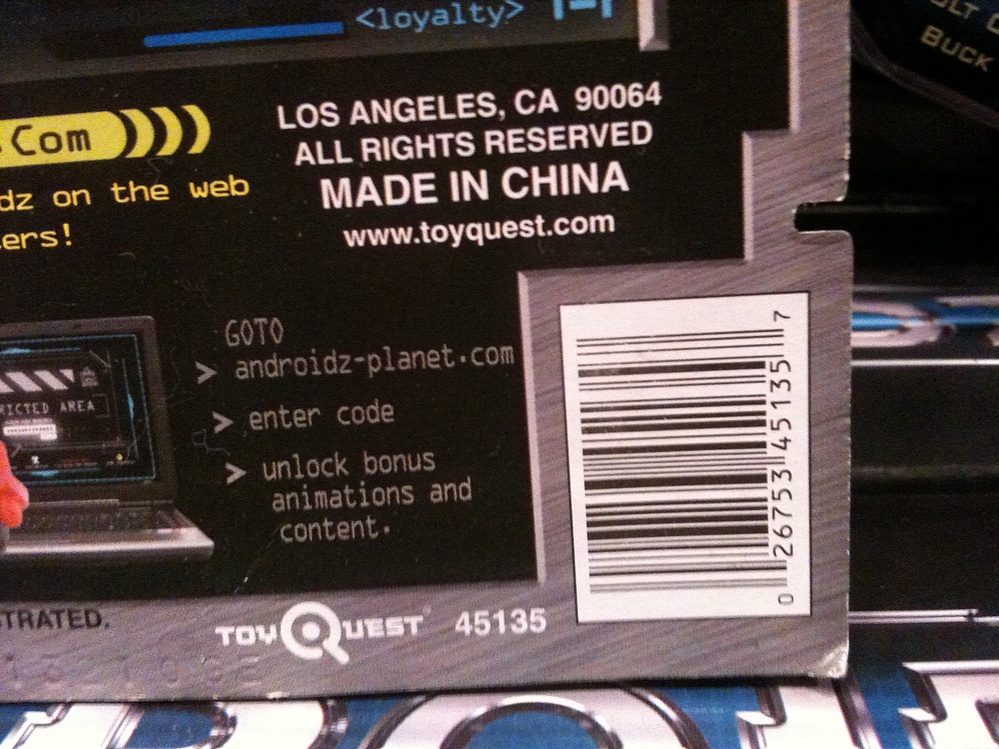 <loyalty>
LT
BUCK
Com
LOS ANGELES, CA 90064
ALL RIGHTS RESERVED
MADE IN CHINA
www.toyquest.com
dz on the web
ers!
GOTO
> androidz-planet.com
> enter code
> unlock bonus
animations and
content.
RICTED AREA
0 26753 45135 7
STRATED.
TOYQUEST 45135